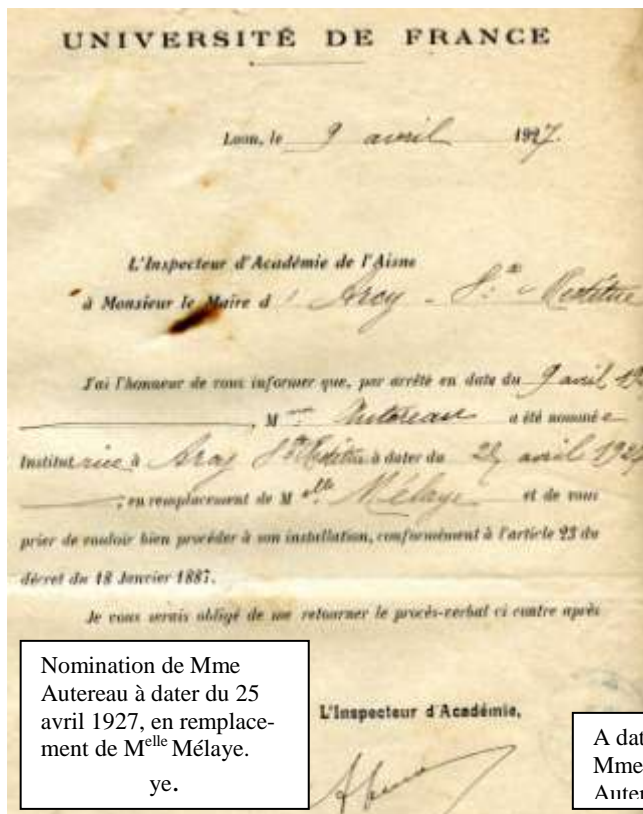 UNIVERSITÉ DE FRANCE
Laon, le 9 avril 1927.
L'Inspecteur d'Académie de l'Aisne
à Monsieur le Maire d' Arcy - Ste Restitue
J'ai l'honneur de vous informer que, par arrêté en date du 9 avril 19
, Mme Autereau a été nommée
Institutrice à Arcy Ste Restitue à dater du 25 avril 1927
, en remplacement de Melle Mélaye et de vous
prier de vouloir bien procéder à son installation, conformément à l'article 23 du
décret du 18 Janvier 1887.
Je vous serais obligé de me retourner le procès-verbal ci contre après
L'Inspecteur d'Académie,
Nomination de Mme
Autereau à dater du 25
avril 1927, en remplace-
ment de Melle Mélaye.
ye.
A dat
Mme
Auter